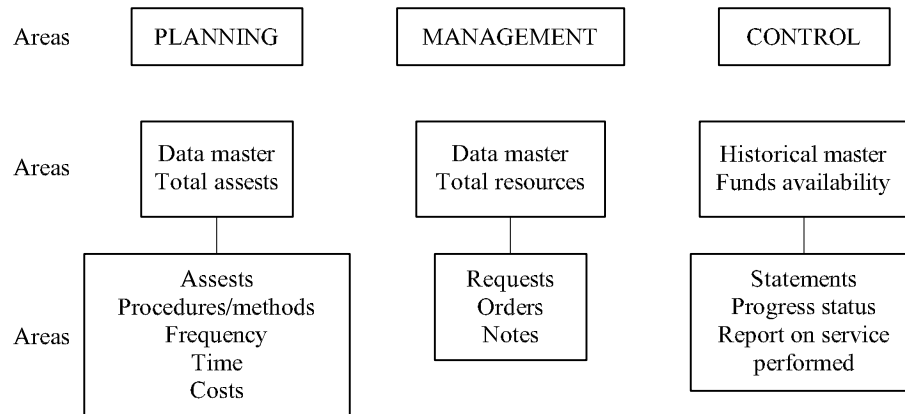 Areas
PLANNING
MANAGEMENT
CONTROL
Areas
Data master
Total assests
Data master
Total resources
Historical master
Funds availability
Areas
Assests
Procedures/methods
Frequency
Time
Costs
Requests
Orders
Notes
Statements
Progress status
Report on service
performed